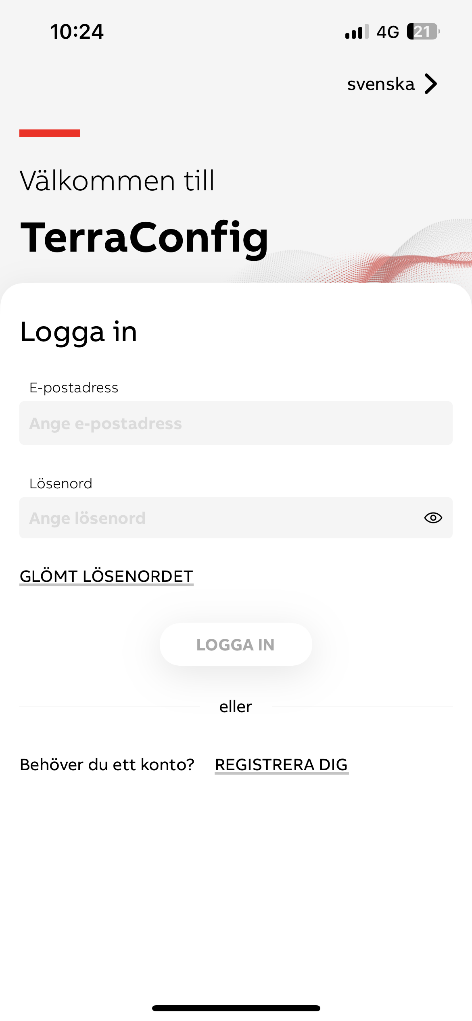 10:24 4G 21
svenska
Välkommen till
TerraConfig
Logga in
E-postadress
Ange e-postadress
Lösenord
Ange lösenord
GLÖMT LÖSENORDET
LOGGA IN
eller
Behöver du ett konto? REGISTRERA DIG